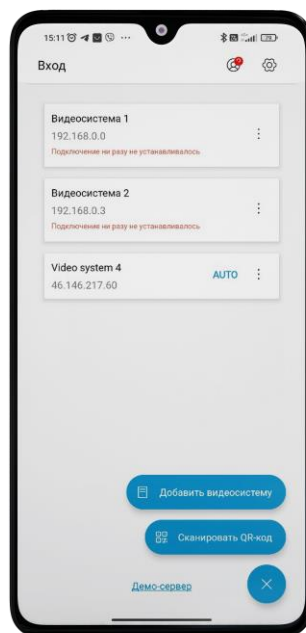 15:11
Вход
Видеосистема 1
192.168.0.0
Подключение ни разу не устанавливалось
Видеосистема 2
192.168.0.3
Подключение ни разу не устанавливалось
Video system 4
AUTO
46.146.217.60
Добавить видеосистему
Сканировать QR-код
Демо-сервер